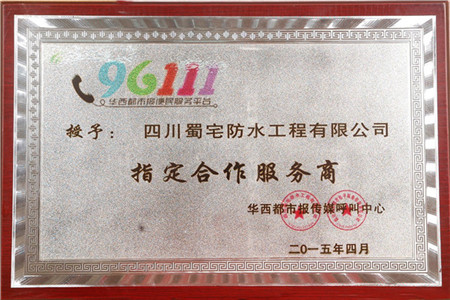 96111
华西都市报便民服务平台
授予：四川蜀宅防水工程有限公司
指定合作服务商
华西都市报传媒呼叫中心
二〇一五年四月